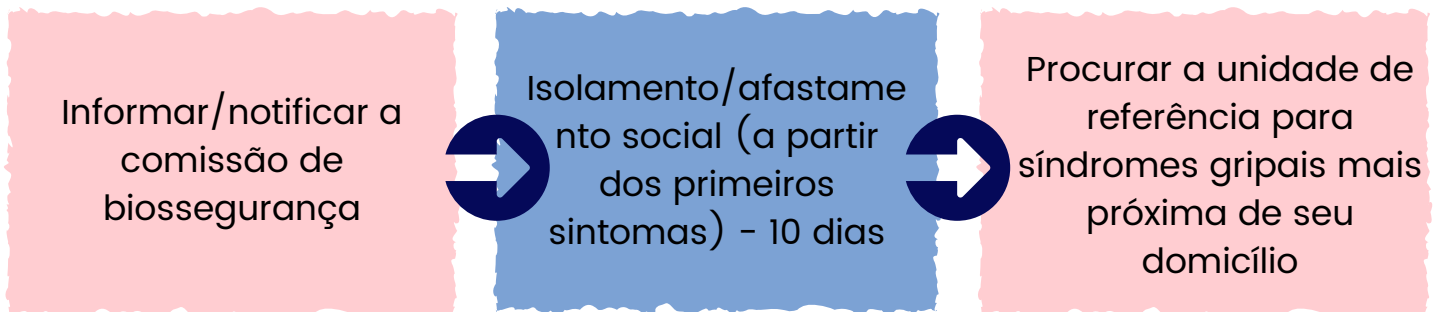 Informar/notificar a
comissão de
biossegurança
Isolamento/afastame
nto social (a partir
dos primeiros
sintomas) - 10 dias
Procurar a unidade de
referência para
síndromes gripais mais
próxima de seu
domicílio